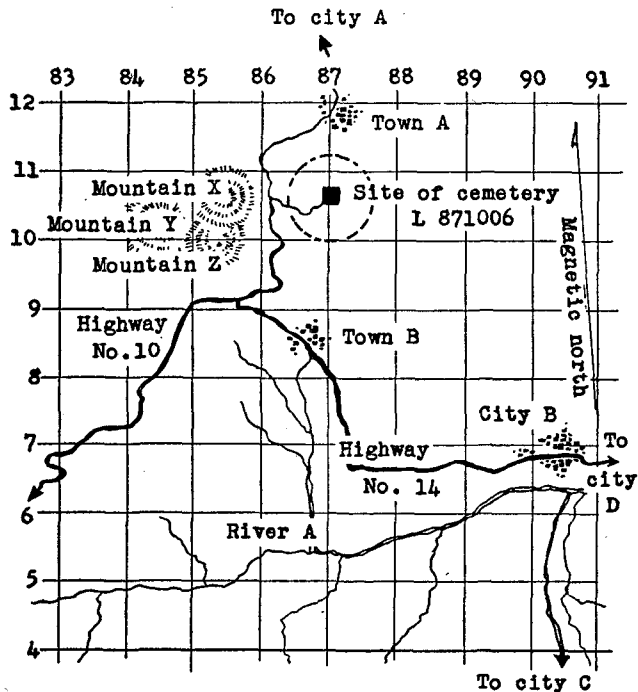 To city A
83 84 85 86 87 88 90 91
12
Town A
11
Mountain X
Site of cemetery
L 871006
Mountain Y
10
Mountain Z
Magnetic north
9
Highway
No.10
Town B
8
City B
7
Highway
No. 14
To
city
D
6
River A
5
4
To city C